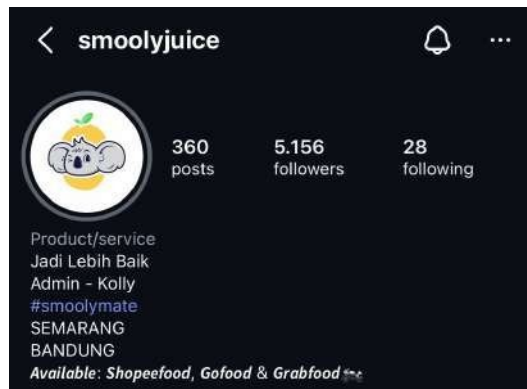 smoolyjuice
360 5.156 28
posts followers following
Product/service
Jadi Lebih Baik
Admin - Kolly
#smoolymate
SEMARANG
BANDUNG
Available: Shopeefood, Gofood & Grabfood